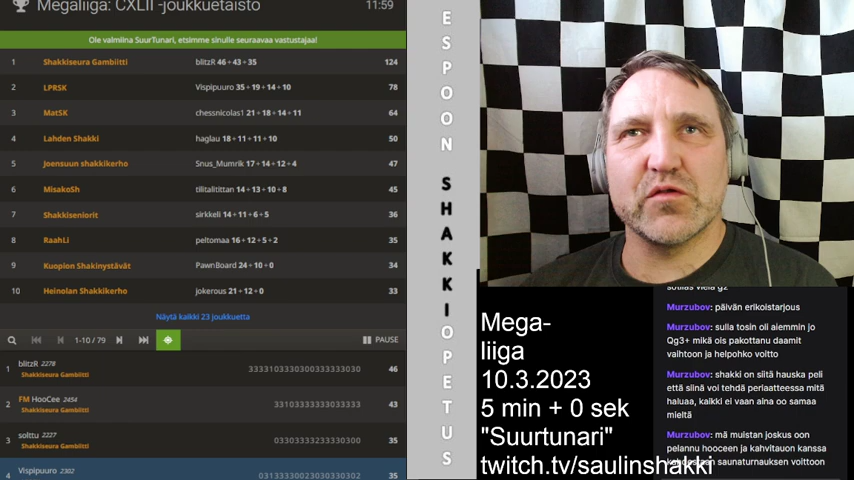 Megaliiga: CXLII -joukkuetaisto 11:59
Ole valmiina SuurTunari, etsimme sinulle seuraavaa vastustajaa!
1 Shakkiseura Gambiitti blitzR 46 + 43 + 35 124
2 LPRSK Vispipuuro 35 + 19 + 14 + 10 78
3 MatSK chessnicolas1 21 + 18 + 14 + 11 64
4 Lahden Shakki haglau 18 + 11 + 11 + 10 50
5 Joensuun shakkikerho Snus_Mumrik 17 + 14 + 12 + 4 47
6 MisakoSh tilitalitittan 14 + 13 + 10 + 8 45
7 Shakkiseniorit sirkkeli 14 + 11 + 6 + 5 36
8 RaahLi peltomaa 16 + 12 + 5 + 2 35
9 Kuopion Shakinystävät PawnBoard 24 + 10 + 0 34
10 Heinolan Shakkikerho jokerous 21 + 12 + 0 33
Näytä kaikki 23 joukkuetta
1-10 / 79 PAUSE
1 blitzR 2278 46
Shakkiseura Gambiitti
2 FM HooCee 2454 33103333333033333 43
Shakkiseura Gambiitti
3 solttu 2227 35
Shakkiseura Gambiitti
4 Vispipuuro 2302 35
ESPOON SHAKKIOPETUS
Mega-
liiga
10.3.2023
5 min + 0 sek
"Suurtunari"
twitch.tv/saulinshakki
sotilas vielä g2
Murzubov: päivän erikoistarjous
Murzubov: sulla tosin oli aiemmin jo
Qg3+ mikä ois pakottanu daamit
vaihtoon ja helpohko voitto
Murzubov: shakki on siitä hauska peli
että siinä voi tehdä periaatteessa mitä
haluaa, kaikki ei vaan aina oo samaa
mieltä
Murzubov: mä muistan joskus oon
pelannu hooceen ja kahvitauon kanssa
saunaturnauksen voittoon